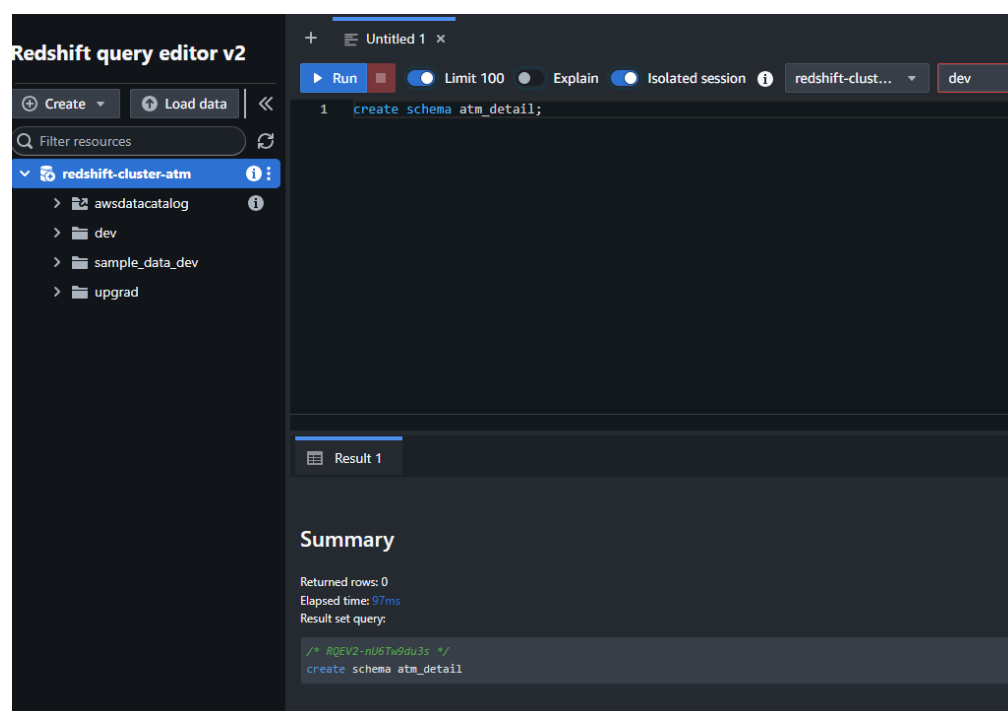 Redshift query editor v2
Create
Load data
Filter resources
redshift-cluster-atm
awsdatacatalog
dev
sample_data_dev
upgrad
+ Untitled 1 ×
Run Limit 100 Explain Isolated session redshift-clust... dev
1 create schema atm_detail;
Result 1
Summary
Returned rows: 0
Elapsed time: 97ms
Result set query:
/* RQEV2-nU6Tw9du3s */
create schema atm_detail